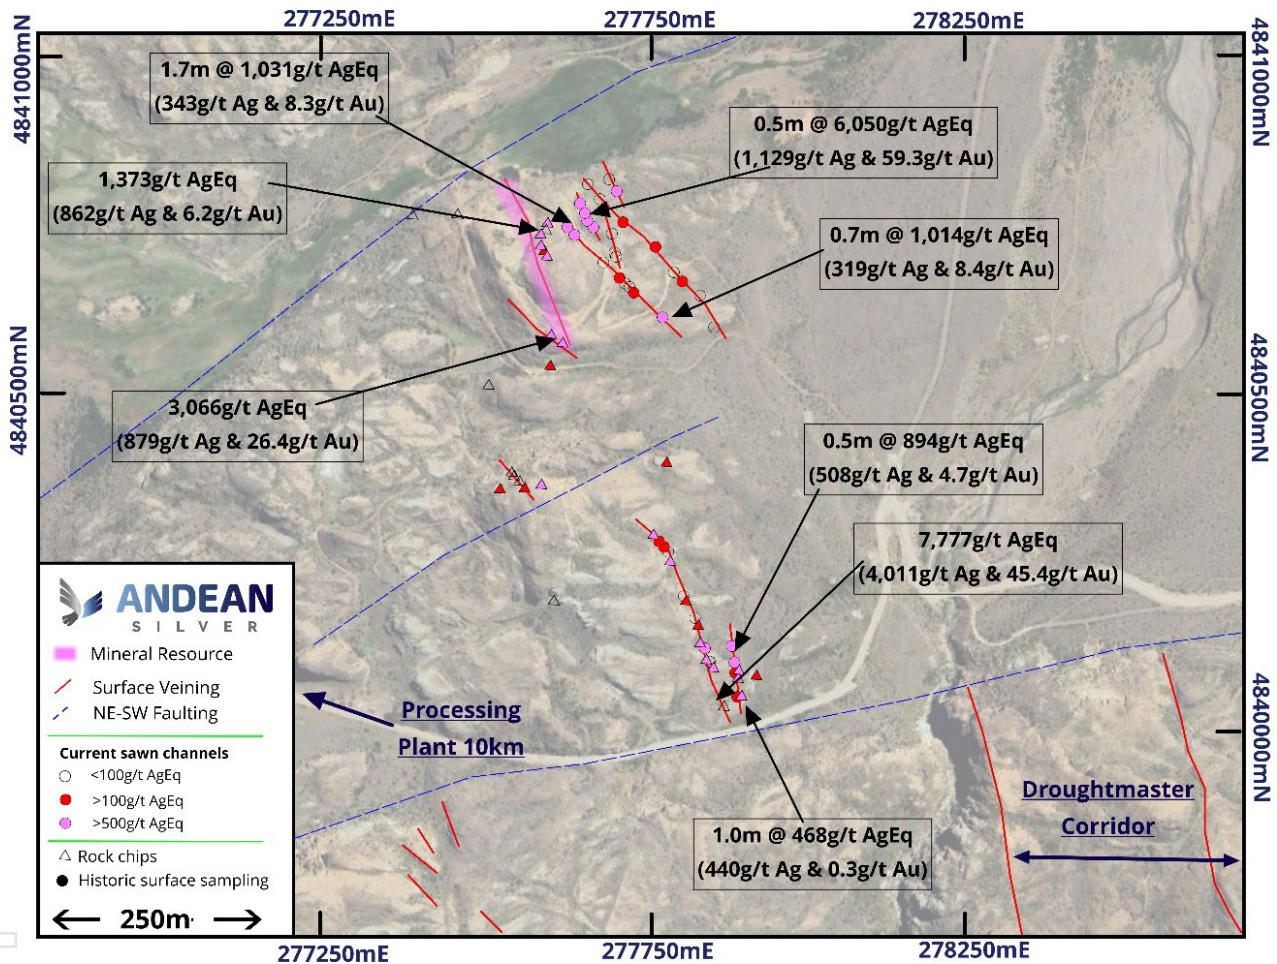 277250mE
277750mE
278250mE
4841000mN
4841000mN
1.7m @ 1,031g/t AgEq
(343g/t Ag & 8.3g/t Au)
0.5m @ 6,050g/t AgEq
(1,129g/t Ag & 59.3g/t Au)
1,373g/t AgEq
(862g/t Ag & 6.2g/t Au)
0.7m @ 1,014g/t AgEq
(319g/t Ag & 8.4g/t Au)
4840500mN
4840500mN
3,066g/t AgEq
(879g/t Ag & 26.4g/t Au)
0.5m @ 894g/t AgEq
(508g/t Ag & 4.7g/t Au)
7,777g/t AgEq
(4,011g/t Ag & 45.4g/t Au)
ANDEAN
SILVER
Mineral Resource
Surface Veining
NE-SW Faulting
Current sawn channels
<100g/t AgEq
>100g/t AgEq
>500g/t AgEq
Rock chips
Historic surface sampling
250m
Processing
Plant 10km
4840000mN
Droughtmaster
Corridor
1.0m @ 468g/t AgEq
(440g/t Ag & 0.3g/t Au)
277250mE
277750mE
278250mE